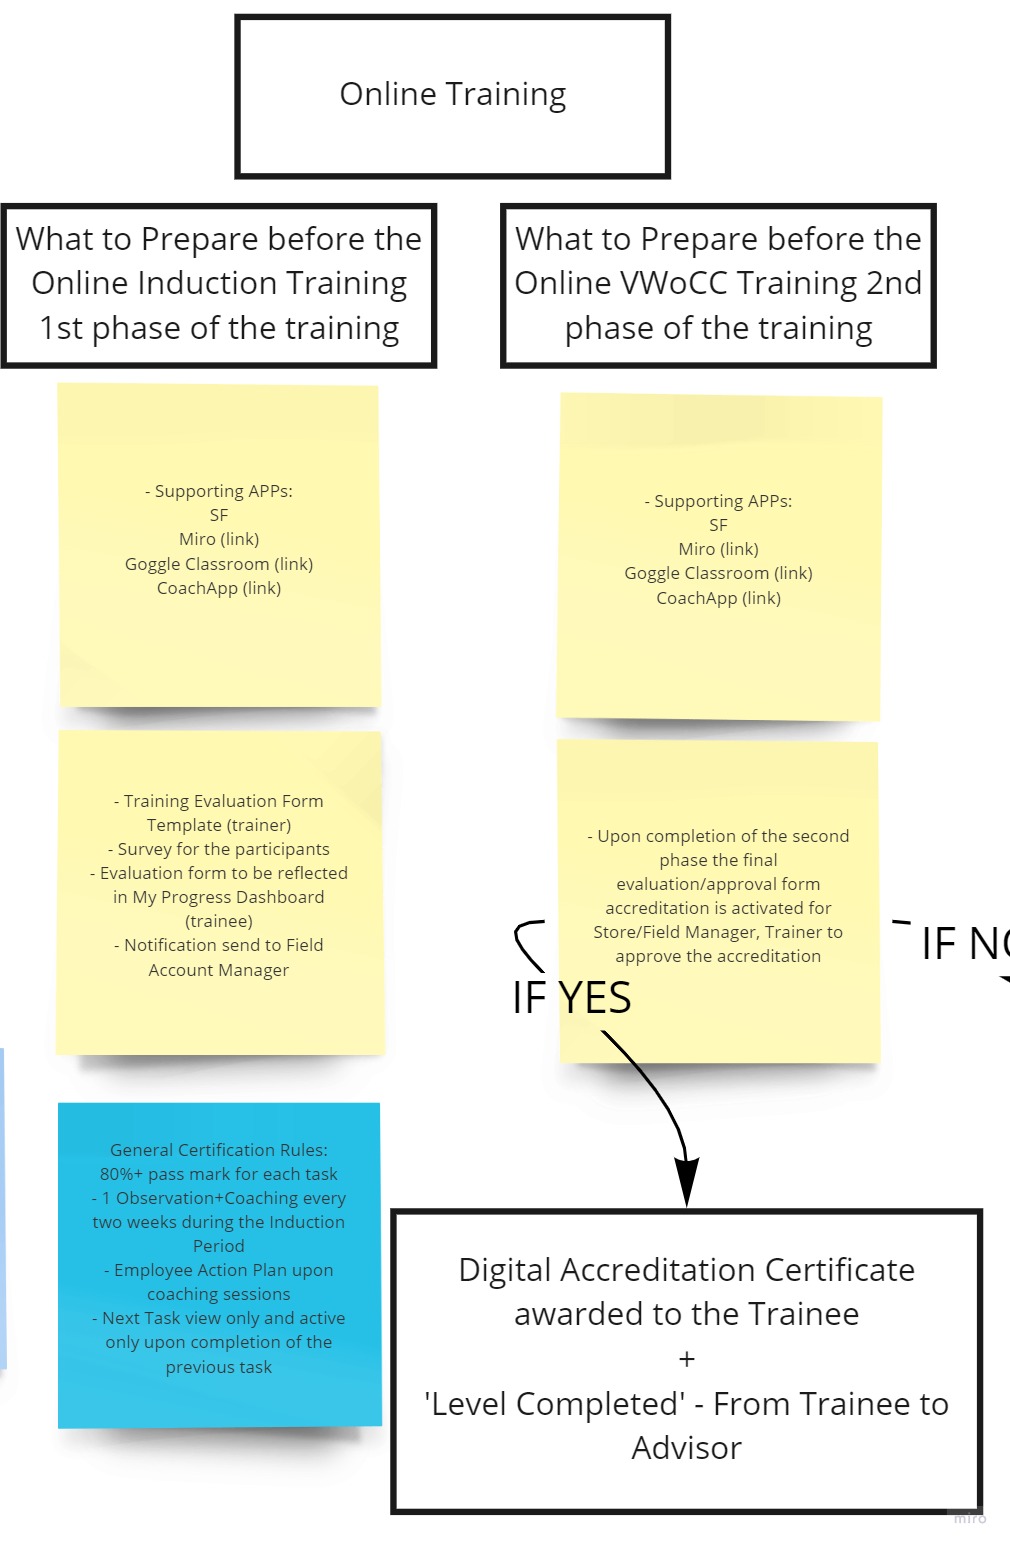 Online Training
What to Prepare before the
Online Induction Training
1st phase of the training
What to Prepare before the
Online VWoCC Training 2nd
phase of the training
- Supporting APPs:
SF
Miro (link)
Goggle Classroom (link)
CoachApp (link)
- Supporting APPs:
SF
Miro (link)
Goggle Classroom (link)
CoachApp (link)
- Training Evaluation Form
Template (trainer)
- Survey for the participants
- Evaluation form to be reflected
in My Progress Dashboard
(trainee)
- Notification send to Field
Account Manager
- Upon completion of the second
phase the final
evaluation/approval form
accreditation is activated for
Store/Field Manager, Trainer to
approve the accreditation
IF YES
IF NO
General Certification Rules:
80%+ pass mark for each task
- 1 Observation+Coaching every
two weeks during the Induction
Period
- Employee Action Plan upon
coaching sessions
- Next Task view only and active
only upon completion of the
previous task
Digital Accreditation Certificate
awarded to the Trainee
+
'Level Completed' - From Trainee to
Advisor
miro